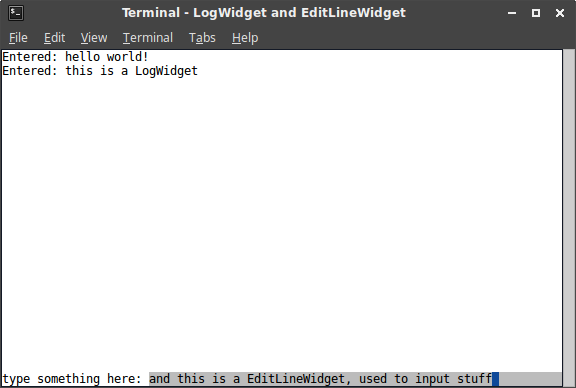 Terminal - LogWidget and EditLineWidget
File Edit View Terminal Tabs Help
Entered: hello world!
Entered: this is a LogWidget
type something here: and this is a EditLineWidget, used to input stuff